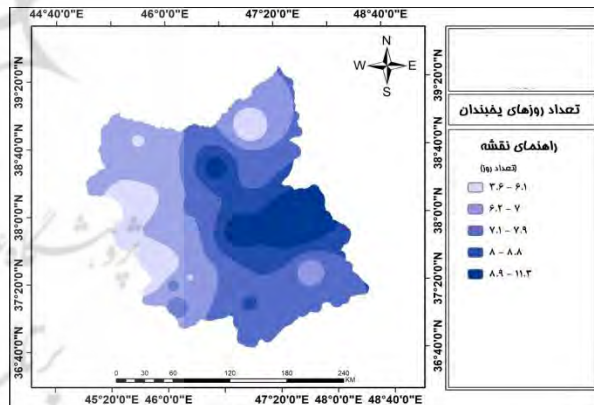 44°40'0"E 46°0'0"E 47°20'0"E 48°40'0"E
39°20'0"N
38°40'0"N
38°0'0"N
37°20'0"N
36°40'0"N
N
W E
S
39°20'0"N
38°40'0"N
38°0'0"N
37°20'0"N
36°40'0"N
0 30 60 120 180 240
KM
45°20'0"E 46°0'0"E 47°20'0"E 48°40'0"E
تعداد روزهای یخبندان
راهنمای نقشه
(تعداد روز)
۳.۶ - ۶.۱
۶.۲ - ۷
۷.۱ - ۷.۹
۸ - ۸.۸
۸.۹ - ۱۱.۳